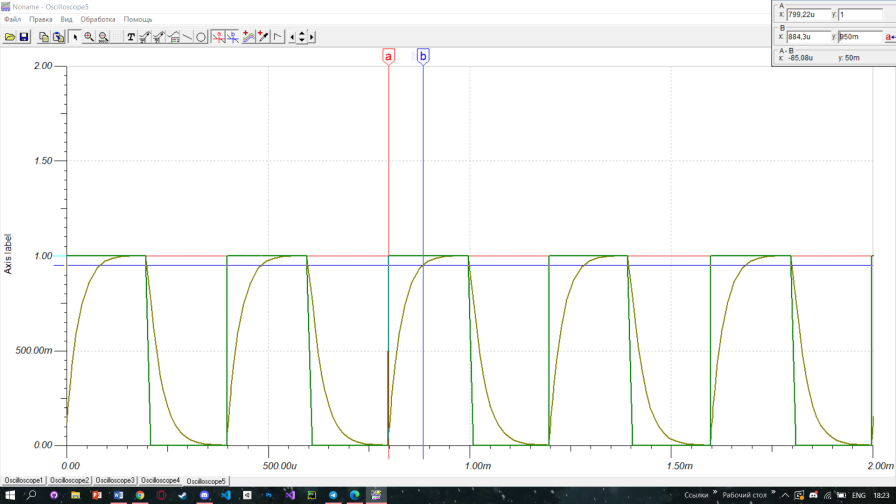 Noname - Oscilloscope5
Файл Правка Вид Обработка Помощь
A
x: 799,22u y: 1
B
x: 884,3u y: 950m
A - B
x: -85,08u y: 50m
a
b
2.00
1.50
1.00
500.00m
0.00
Axis label
0.00 500.00u 1.00m 1.50m 2.00m
Oscilloscope1 Oscilloscope2 Oscilloscope3 Oscilloscope4 Oscilloscope5
Ссылки Рабочий стол ENG 18:23